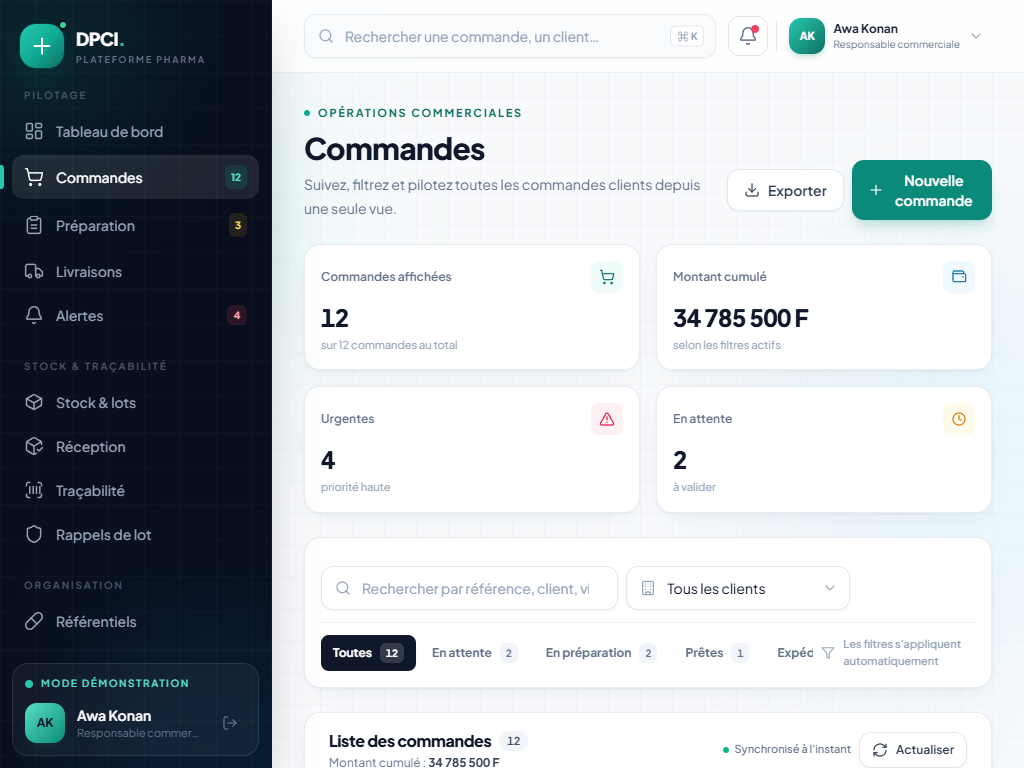 DPCI.
PLATEFORME PHARMA
PILOTAGE
Tableau de bord
Commandes 12
Préparation 3
Livraisons
Alertes 4
STOCK & TRAÇABILITÉ
Stock & lots
Réception
Traçabilité
Rappels de lot
ORGANISATION
Référentiels
MODE DÉMONSTRATION
AK
Awa Konan
Responsable commer...
Rechercher une commande, un client...
⌘ K
AK
Awa Konan
Responsable commerciale
OPÉRATIONS COMMERCIALES
Commandes
Suivez, filtrez et pilotez toutes les commandes clients depuis
une seule vue.
Exporter
Nouvelle
commande
Commandes affichées
12
sur 12 commandes au total
Montant cumulé
34 785 500 F
selon les filtres actifs
Urgentes
4
priorité haute
En attente
2
à valider
Rechercher par référence, client, vi
Tous les clients
Toutes 12 En attente 2 En préparation 2 Prêtes 1 Expéd
Les filtres s'appliquent
automatiquement
Liste des commandes 12
Montant cumulé : 34 785 500 F
Synchronisé à l'instant
Actualiser